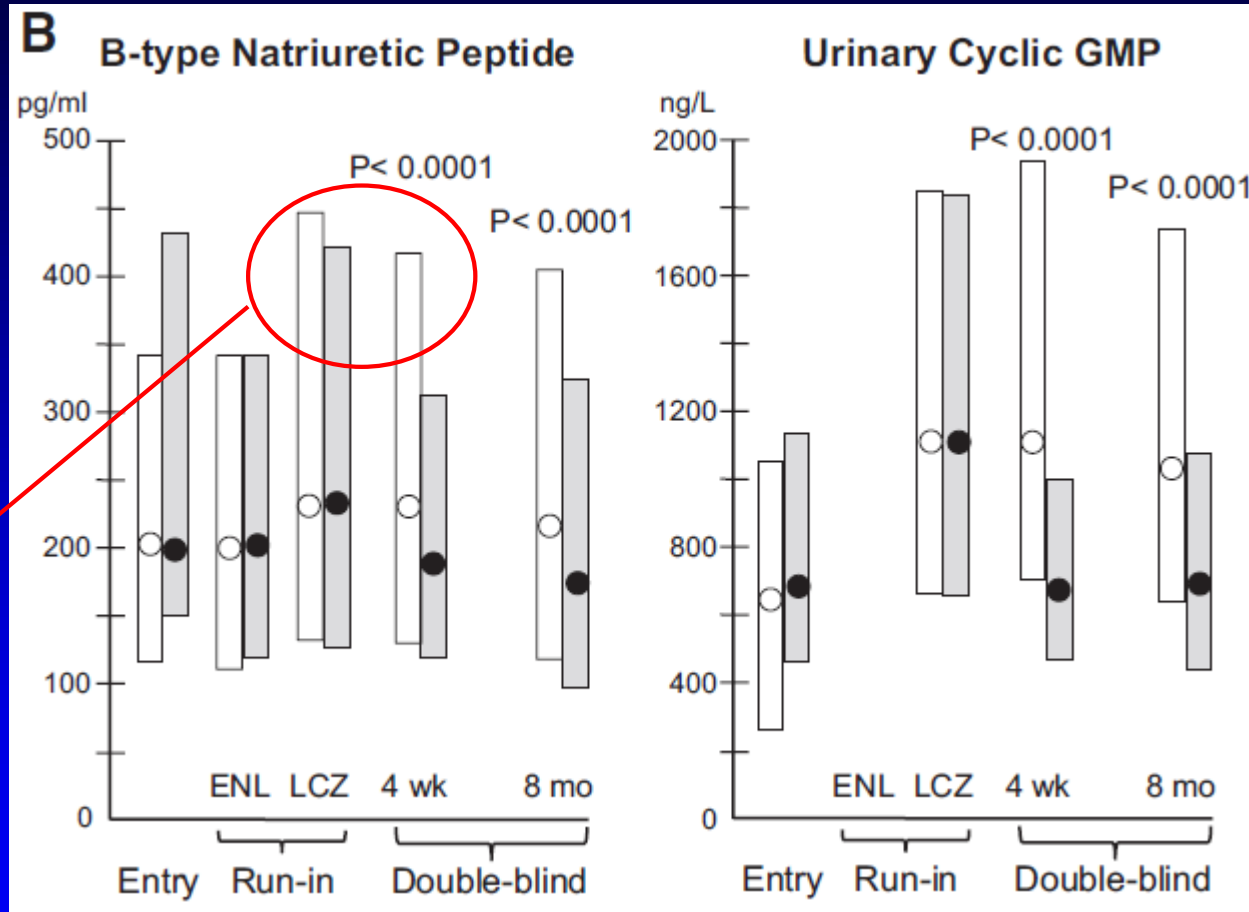 B
B-type Natriuretic Peptide
pg/ml
500
400
300
200
100
0
P< 0.0001
P< 0.0001
ENL LCZ 4 wk 8 mo
Entry Run-in Double-blind
Urinary Cyclic GMP
ng/L
2000
1600
1200
800
400
0
P< 0.0001
P< 0.0001
ENL LCZ 4 wk 8 mo
Entry Run-in Double-blind